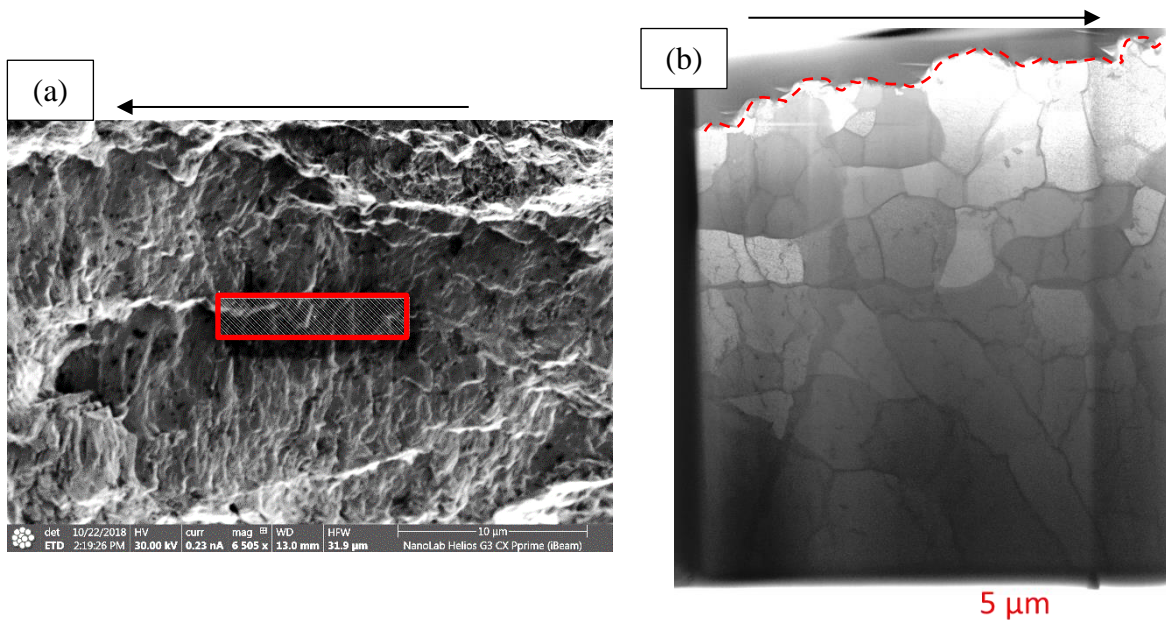 (a)
(b)
det 10/22/2018 HV curr mag WD HFW 10 µm
ETD 2:19:26 PM 30.00 kV 0.23 nA 6 505 x 13.0 mm 31.9 µm NanoLab Helios G3 CX Pprime (iBeam)
5 µm